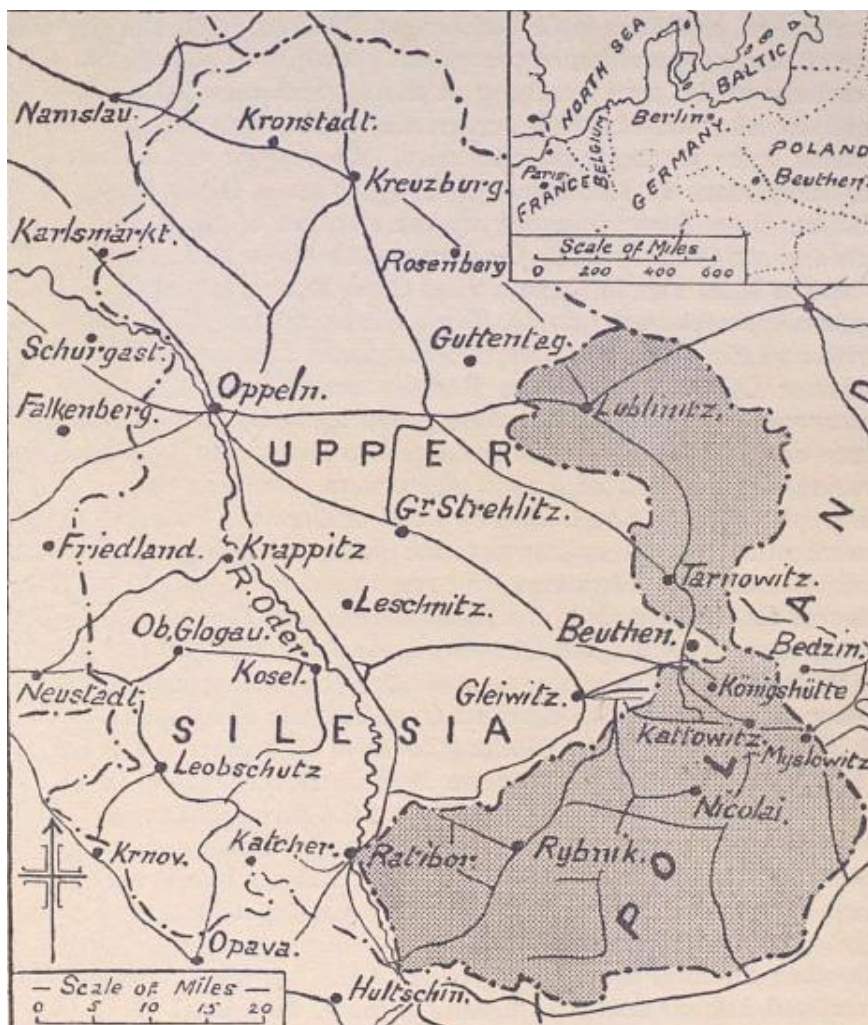 NORTH SEA
BALTIC
Berlin
GERMANY.
BELGIUM
Paris
FRANCE
POLAND
Beuthen.
Scale of Miles
0 200 400 600
Namslau.
Kronstadt.
Kreuzburg.
Karlsmarkt.
Rosenberg
Schurgast.
Guttentag.
Oppeln.
Falkenberg.
Lublinitz.
UPPER
Gr Strehlitz.
Friedland.
Krappitz
R. Oder
Leschnitz.
Tarnowitz.
Ob. Glogau.
Beuthen.
Bedzin.
Kosel.
Neustadt.
Gleiwitz.
Königshütte
SILESIA
Kattowitz.
Myslowitz
Leobschutz
Nicolai.
Krnov.
Katcher.
Ratibor.
Rybnik.
POLAND
Opava.
Hultschin.
— Scale of Miles —
0 5 10 15 20